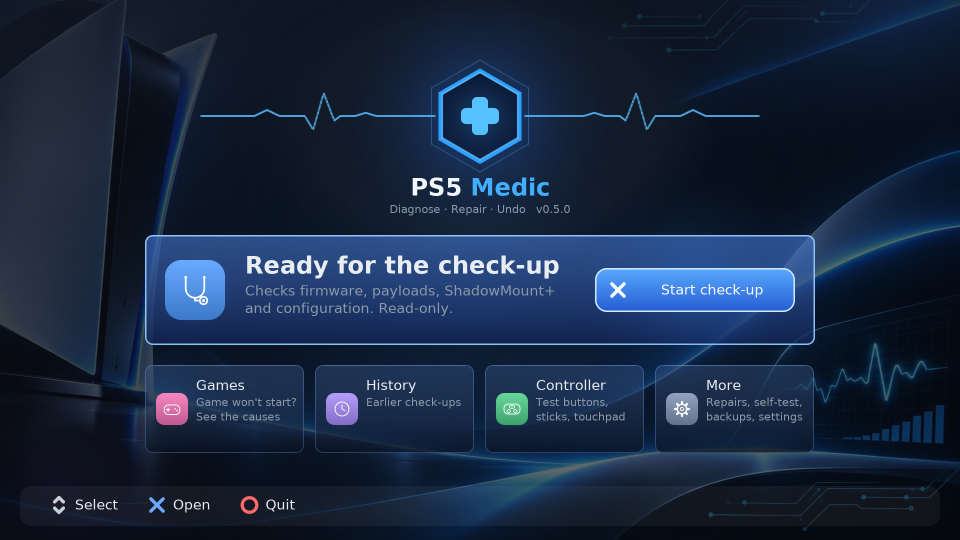 PS5 Medic
Diagnose · Repair · Undo v0.5.0
Ready for the check-up
Checks firmware, payloads, ShadowMount+
and configuration. Read-only.
Start check-up
Games
Game won't start?
See the causes
History
Earlier check-ups
Controller
Test buttons,
sticks, touchpad
More
Repairs, self-test,
backups, settings
Select
Open
Quit